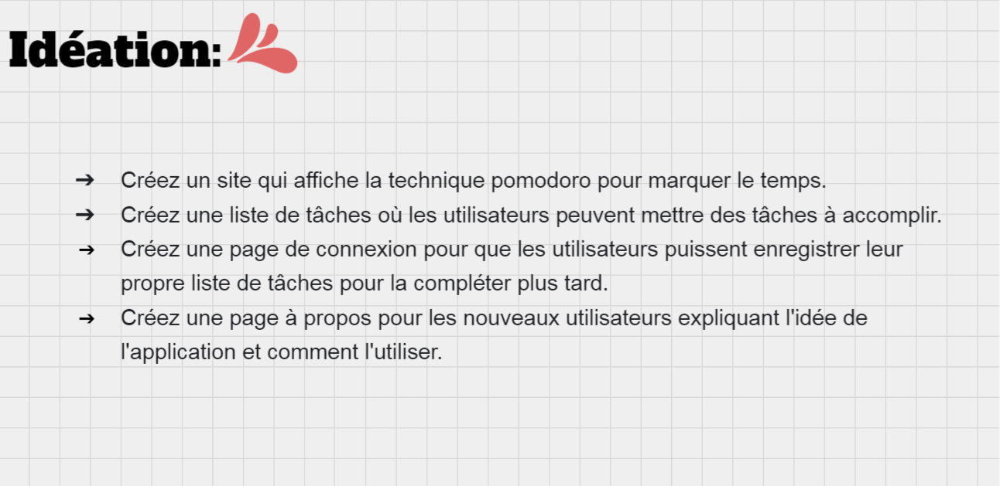 Idéation:
➔ Créez un site qui affiche la technique pomodoro pour marquer le temps.
➔ Créez une liste de tâches où les utilisateurs peuvent mettre des tâches à accomplir.
➔ Créez une page de connexion pour que les utilisateurs puissent enregistrer leur
propre liste de tâches pour la compléter plus tard.
➔ Créez une page à propos pour les nouveaux utilisateurs expliquant l'idée de
l'application et comment l'utiliser.